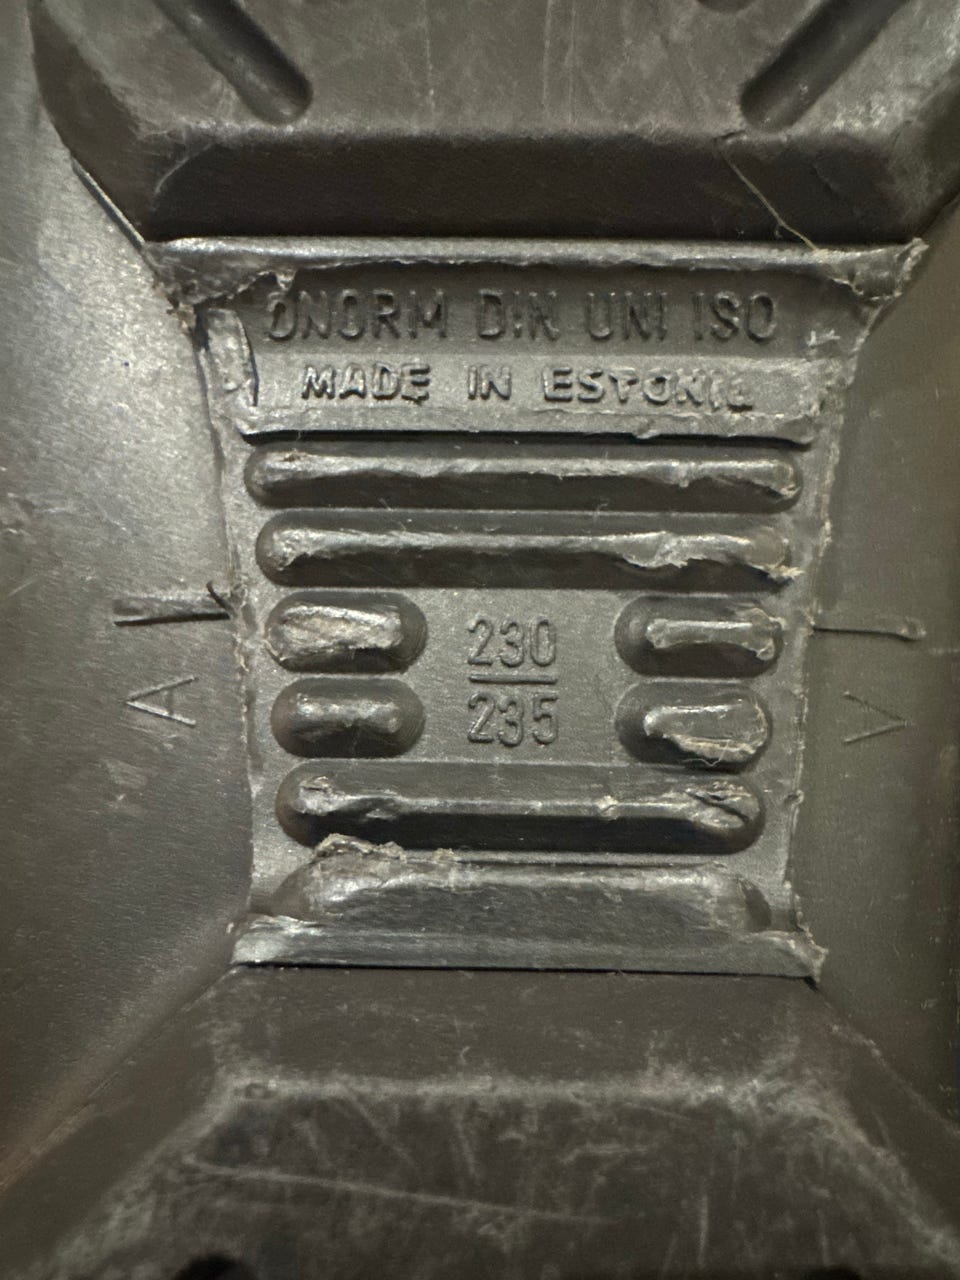 ÖNORM DIN UNI ISO
MADE IN ESTONIA
230
235
A